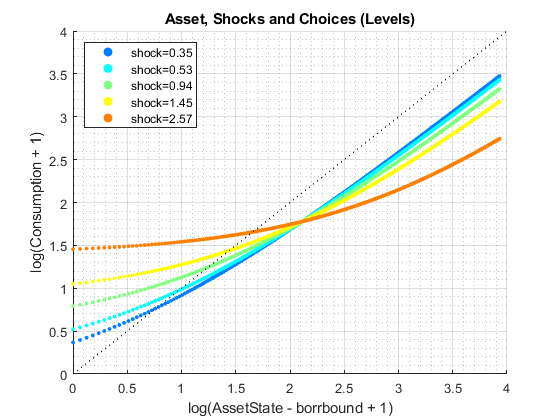 Asset, Shocks and Choices (Levels)
4
3.5
3
2.5
2
1.5
1
0.5
0
log(Consumption + 1)
shock=0.35
shock=0.53
shock=0.94
shock=1.45
shock=2.57
0 0.5 1 1.5 2 2.5 3 3.5 4
log(AssetState - borrbound + 1)